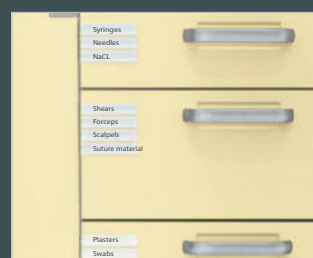 Syringes
Needles
NaCL
Shears
Forceps
Scalpels
Suture material
Plasters
Swabs